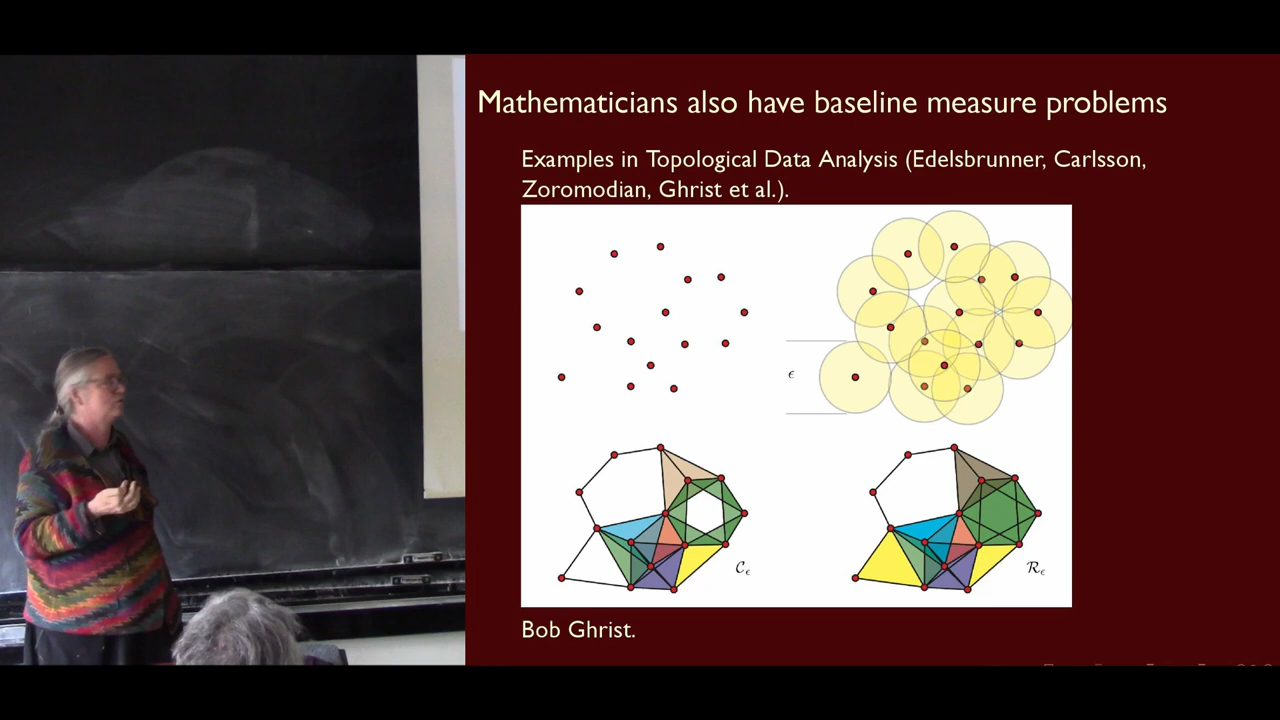 Mathematicians also have baseline measure problems
Examples in Topological Data Analysis (Edelsbrunner, Carlsson,
Zoromodian, Ghrist et al.).
ϵ
𝒞ϵ
ℛϵ
Bob Ghrist.